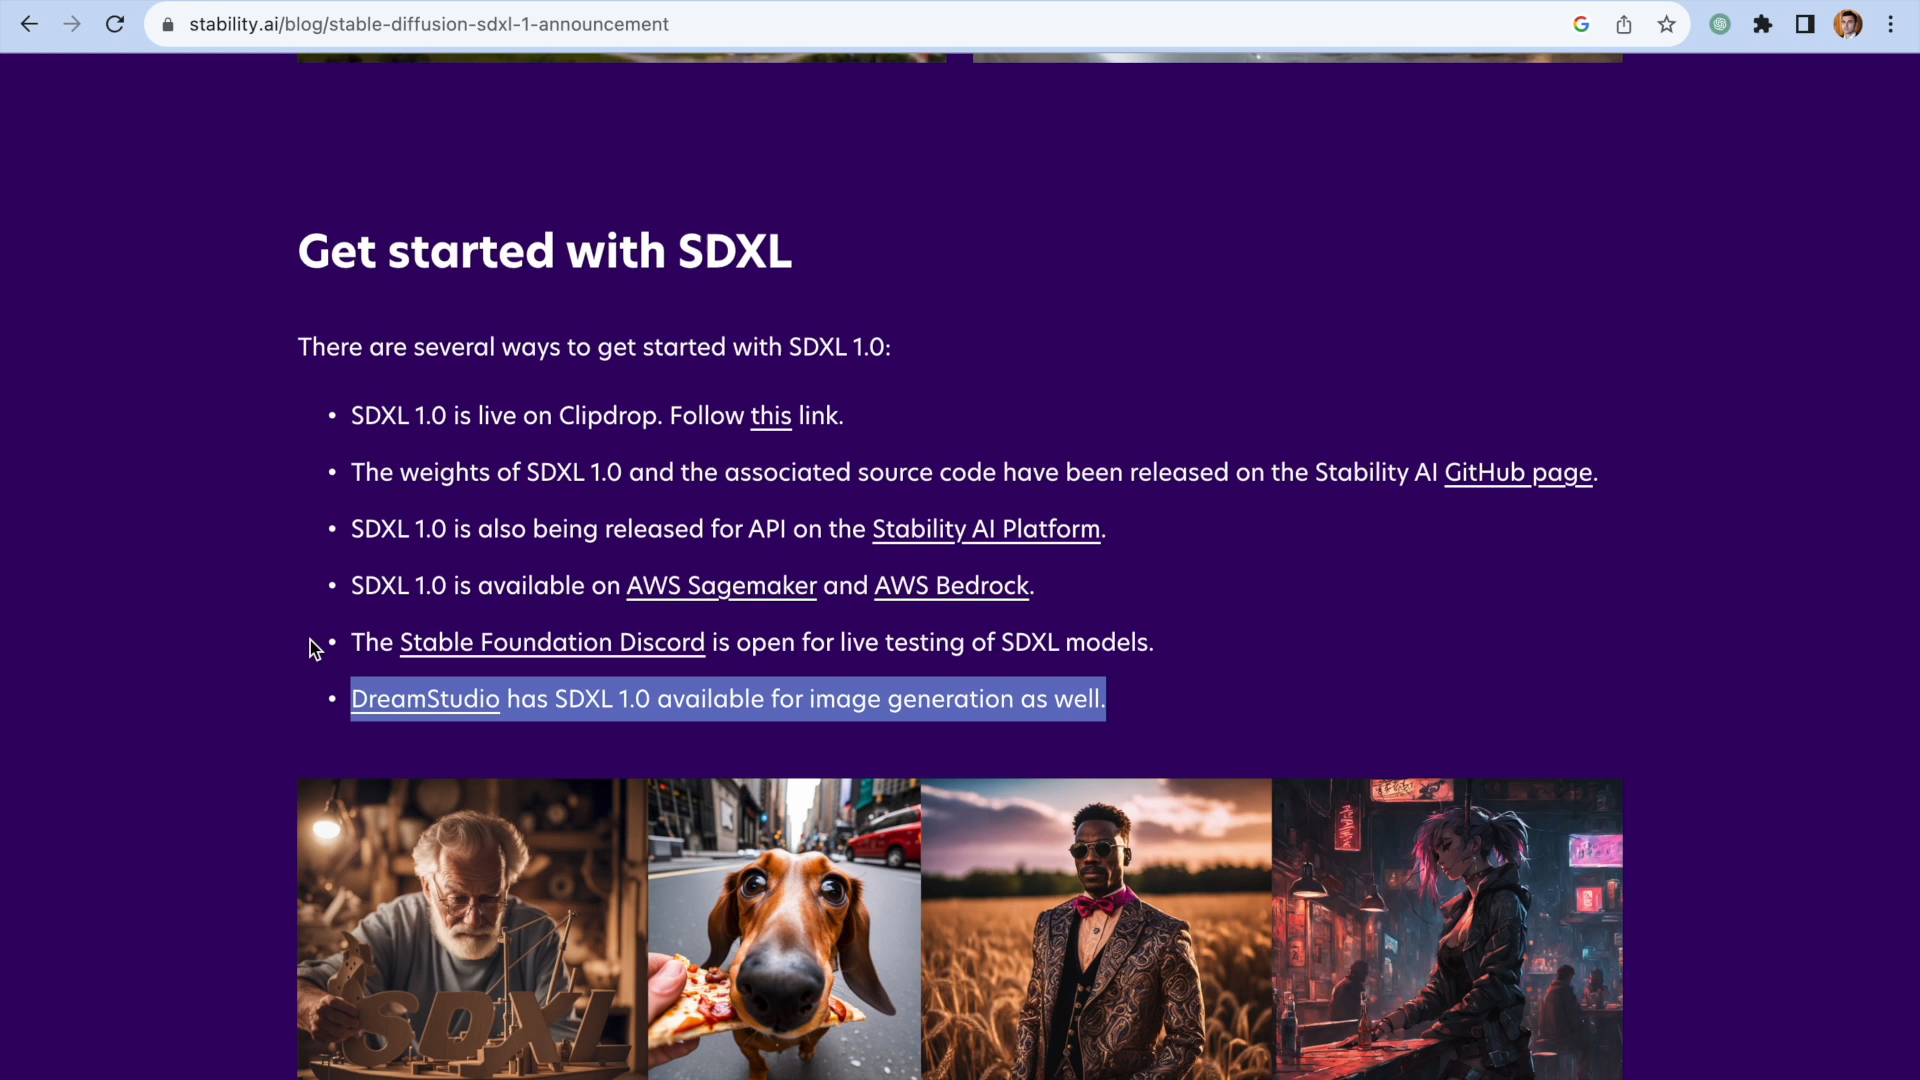 stability.ai/blog/stable-diffusion-sdxl-1-announcement
Get started with SDXL
There are several ways to get started with SDXL 1.0:
• SDXL 1.0 is live on Clipdrop. Follow this link.
• The weights of SDXL 1.0 and the associated source code have been released on the Stability AI GitHub page.
• SDXL 1.0 is also being released for API on the Stability AI Platform.
• SDXL 1.0 is available on AWS Sagemaker and AWS Bedrock.
• The Stable Foundation Discord is open for live testing of SDXL models.
• DreamStudio has SDXL 1.0 available for image generation as well.
SDXL